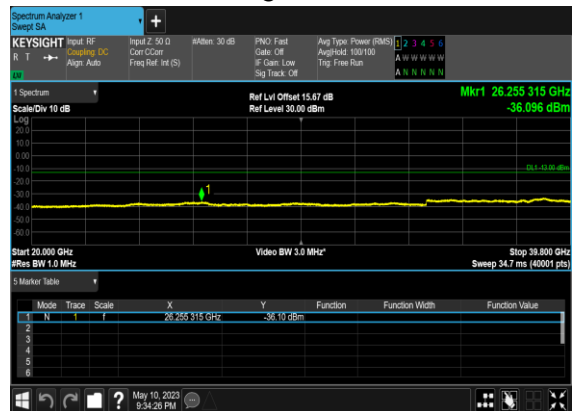 Spectrum Analyzer 1
Swept SA
+
KEYSIGHT Input: RF Input Z: 50 Ω #Atten: 30 dB PNO: Fast Avg Type: Power (RMS) 1 2 3 4 5 6
R T Coupling: DC Corr CCorr Gate: Off Avg|Hold: 100/100 A W W W W W
Align: Auto Freq Ref: Int (S) IF Gain: Low Trig: Free Run
Sig Track: Off A N N N N N
LXI
1 Spectrum Ref Lvl Offset 15.67 dB Mkr1 26.255 315 GHz
Scale/Div 10 dB Ref Level 30.00 dBm -36.096 dBm
Log
20.0
10.0
0.00
-10.0 DL1 -13.00 dBm
-20.0
-30.0 1
-40.0
-50.0
-60.0
Start 20.000 GHz Video BW 3.0 MHz* Stop 39.800 GHz
#Res BW 1.0 MHz Sweep 34.7 ms (40001 pts)
5 Marker Table
Mode Trace Scale X Y Function Function Width Function Value
1 N 1 f 26.255 315 GHz -36.10 dBm
2
3
4
5
6
? May 10, 2023
9:34:26 PM